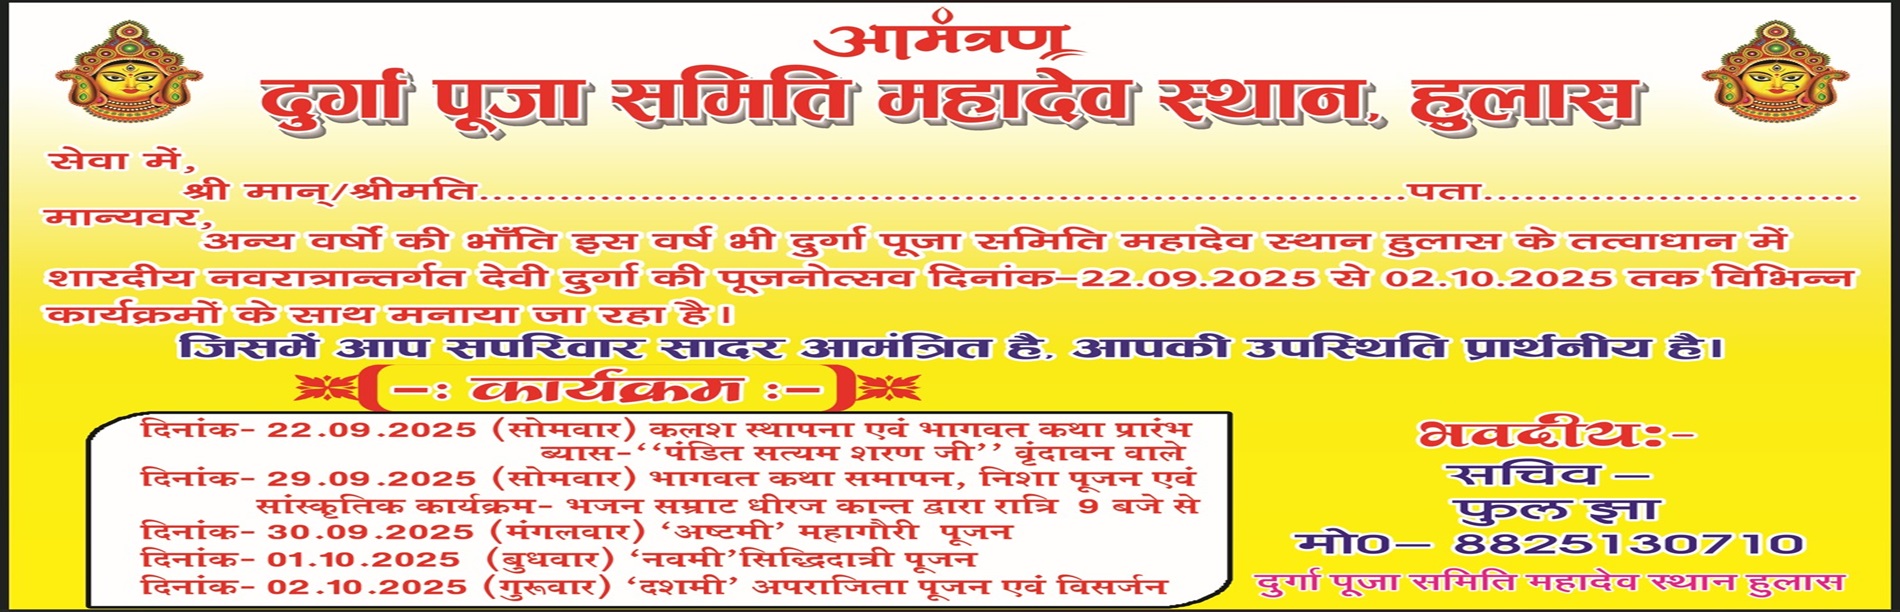 आमंत्रण
दुर्गा पूजा समिति महादेव स्थान, हुलास
सेवा में,
श्री मान्/श्रीमति........................................................................पता.............................
मान्यवर,
अन्य वर्षो की भाँति इस वर्ष भी दुर्गा पूजा समिति महादेव स्थान हुलास के तत्वाधान में
शारदीय नवरात्रान्तर्गत देवी दुर्गा की पूजनोत्सव दिनांक-22.09.2025 से 02.10.2025 तक विभिन्न
कार्यक्रमों के साथ मनाया जा रहा है।
जिसमें आप सपरिवार सादर आमंत्रित है, आपकी उपस्थिति प्रार्थनीय है।
-: कार्यक्रम :-
दिनांक- 22.09.2025 (सोमवार) कलश स्थापना एवं भागवत कथा प्रारंभ
ब्यास-‘‘पंडित सत्यम शरण जी’’ वृंदावन वाले
दिनांक- 29.09.2025 (सोमवार) भागवत कथा समापन, निशा पूजन एवं
सांस्कृतिक कार्यक्रम- भजन सम्राट धीरज कान्त द्वारा रात्रि 9 बजे से
दिनांक- 30.09.2025 (मंगलवार) ‘अष्टमी’ महागौरी पूजन
दिनांक- 01.10.2025 (बुधवार) ‘नवमी’सिद्धिदात्री पूजन
दिनांक- 02.10.2025 (गुरूवार) ‘दशमी’ अपराजिता पूजन एवं विसर्जन
भवदीय:-
सचिव –
फुल झा
मो0– 8825130710
दुर्गा पूजा समिति महादेव स्थान हुलास